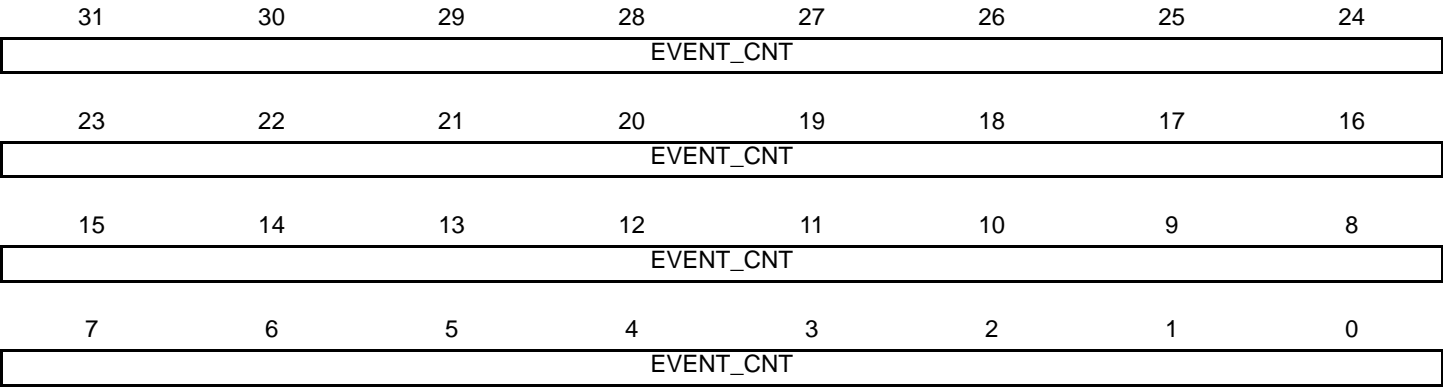 31 30 29 28 27 26 25 24
EVENT_CNT
23 22 21 20 19 18 17 16
EVENT_CNT
15 14 13 12 11 10 9 8
EVENT_CNT
7 6 5 4 3 2 1 0
EVENT_CNT